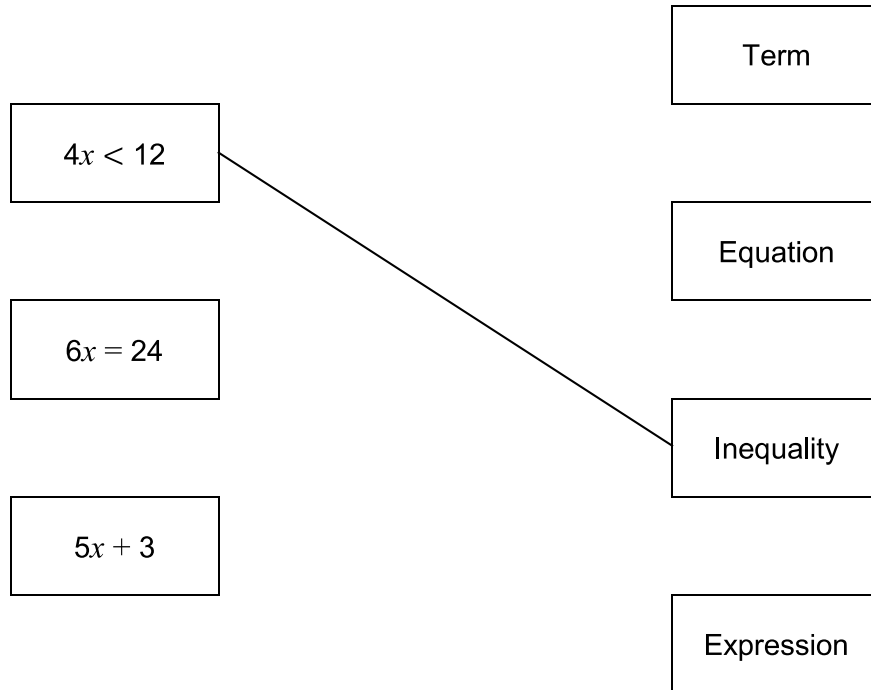 Term
4x < 12
Equation
6x = 24
Inequality
5x + 3
Expression